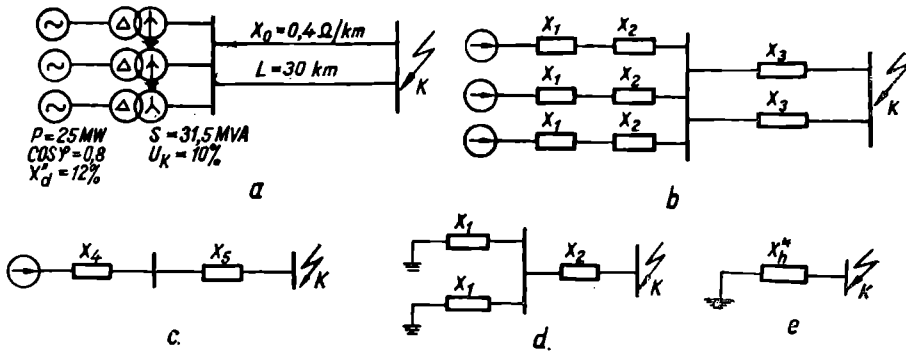 X₀=0,4 Ω/km
L=30 km
K
P=25 MW
COSφ=0,8
X"d=12%
S=31,5 MVA
U_K=10%
a
X₁ X₂
X₁ X₂
X₁ X₂
X₃
X₃
K
b
X₄ X₅
K
c.
X₁
X₁
X₂
K
d.
K
e